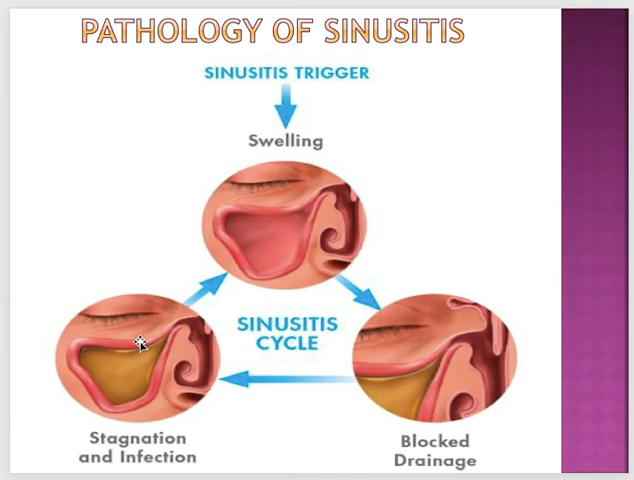 PATHOLOGY OF SINUSITIS
SINUSITIS TRIGGER
Swelling
SINUSITIS
CYCLE
Stagnation
and Infection
Blocked
Drainage